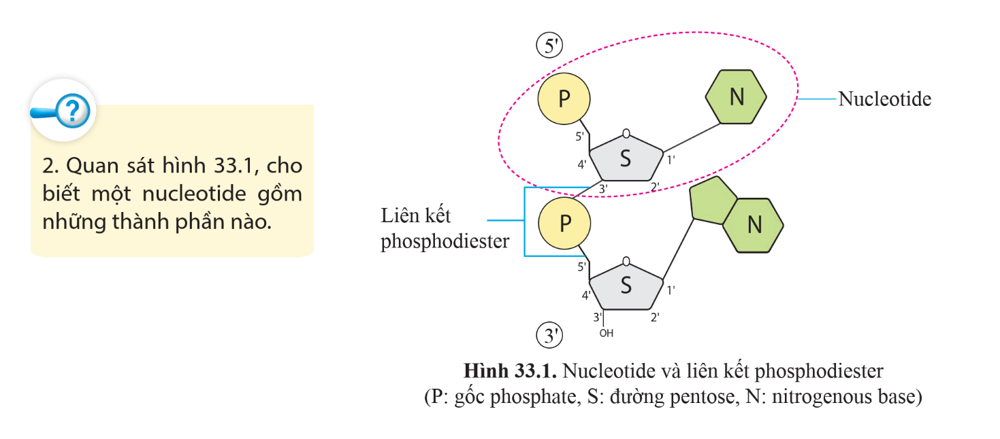 ?
2. Quan sát hình 33.1, cho
biết một nucleotide gồm
những thành phần nào.
5'
P
N
Nucleotide
5'
O
S
4'
1'
3'
2'
Liên kết
phosphodiester
P
N
5'
O
S
4'
1'
3'
2'
OH
3'
Hình 33.1. Nucleotide và liên kết phosphodiester
(P: gốc phosphate, S: đường pentose, N: nitrogenous base)